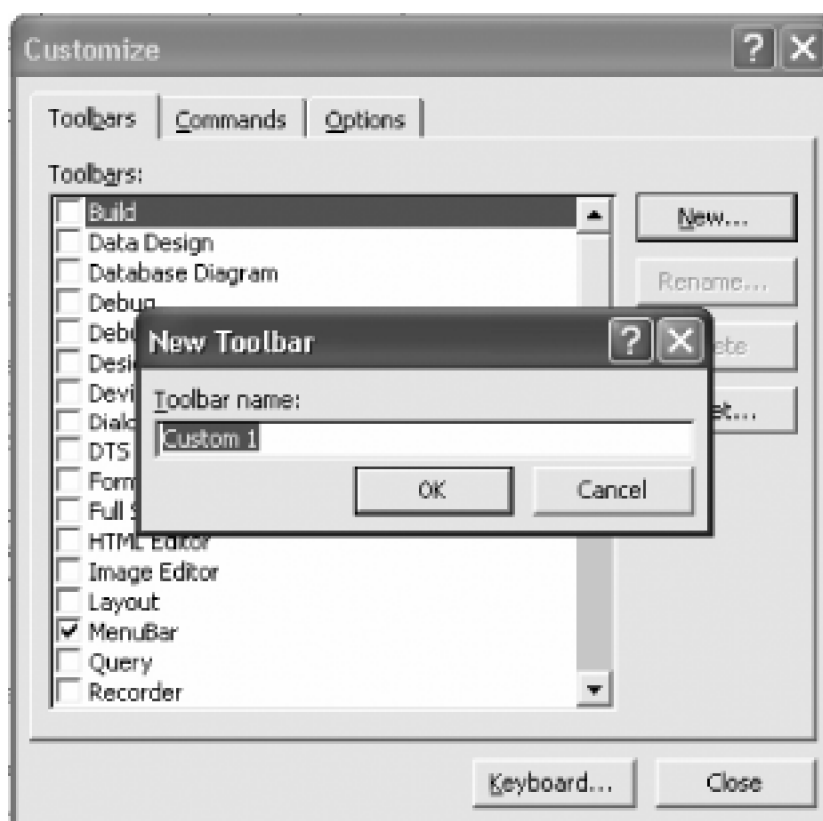 Customize
Toolbars Commands Options
Toolbars:
Build
Data Design
Database Diagram
Debug
New...
Rename...
New Toolbar
Toolbar name:
Custom 1
OK Cancel
DTS
HTML Editor
Image Editor
Layout
MenuBar
Query
Recorder
Keyboard... Close